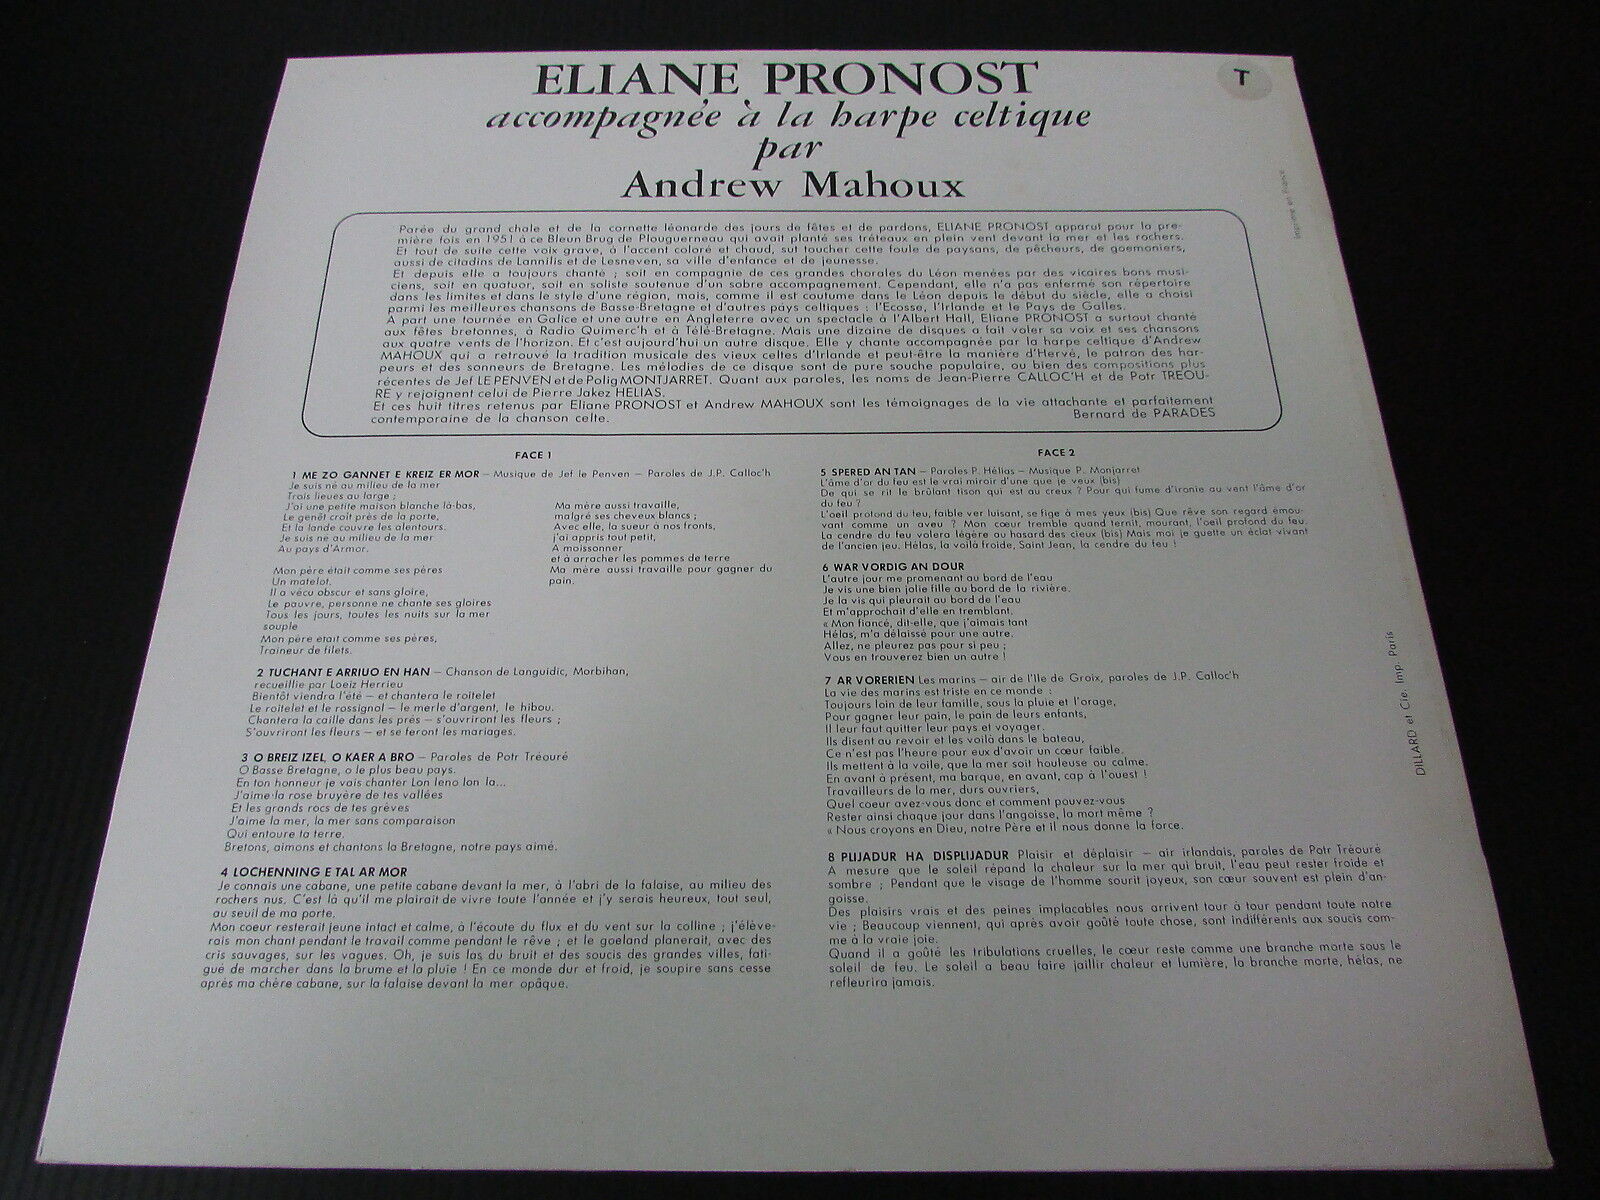 ELIANE PRONOST
T
accompagnée à la harpe celtique
par
Andrew Mahoux
Parée du grand chale et de la cornette léonarde des jours de fêtes et de pardons, ELIANE PRONOST apparut pour la pre-
mière fois en 1951 à ce Bleun Brug de Plouguerneau qui avait planté ses tréteaux en plein vent devant la mer et les rochers.
Et tout de suite cette voix grave, à l'accent coloré et chaud, dut toucher cette foule de paysans, de pêcheurs, de goemoniers,
aussi de citadins de Lannilis et de Lesneven, sa ville d'enfance et de jeunesse.
Et depuis elle a toujours chanté ; soit en compagnie de ces grandes chorales du Léon menées par des vicaires bons musi-
ciens, soit en quatuor, soit en soliste soutenue d'un sobre accompagnement. Cependant, elle n'a pas enfermé son répertoire
dans les limites et dans le style d'une région, mais, comme il est coutume dans le Léon depuis le début du siècle, elle a choisi
parmi les meilleures chansons de Basse-Bretagne et d'autres pays celtiques : l'Ecosse, l'Irlande et le Pays de Galles.
A part une tournée en Galice et une autre en Angleterre avec un spectacle à l'Albert Hall, Eliane PRONOST a surtout chanté
aux fêtes bretonnes, à Radio Quimerc'h et à Télé-Bretagne. Mais une dizaine de disques a fait voler sa voix et ses chansons
aux quatre vents de l'horizon. Et c'est aujourd'hui un autre disque. Elle y chante accompagnée par la harpe celtique d'Andrew
MAHOUX qui a retrouvé la tradition musicale des vieux celtes d'Irlande et peut-être la manière d'Hervé, le patron des har-
peurs et des sonneurs de Bretagne. Les mélodies de ce disque sont de pure souche populaire, ou bien des compositions plus
récentes de Jef LE PENVEN et de Polig MONTJARRET. Quant aux paroles, les noms de Jean-Pierre CALLOC'H et de Potr TREOU-
RE y rejoignent celui de Pierre Jakez HELIAS.
Et ces huit titres retenus par Eliane PRONOST et Andrew MAHOUX sont les témoignages de la vie attachante et parfaitement
contemporaine de la chanson celte. Bernard de PARADES
FACE 1
1 ME ZO GANNET E KREIZ ER MOR – Musique de Jef le Penven – Paroles de J.P. Calloc'h
Je suis né au milieu de la mer
Trois lieues au large ;
J'ai une petite maison blanche là-bas,
Le genêt croît près de la porte,
Et la lande couvre les alentours.
Je suis né au milieu de la mer
Au pays d'Armor.
Mon père était comme ses pères
Un matelot.
Il a vécu obscur et sans gloire,
Le pauvre, personne ne chante ses gloires
Tous les jours, toutes les nuits sur la mer
souple
Mon père était comme ses pères,
Traineur de filets.
Ma mère aussi travaille,
malgré ses cheveux blancs ;
Avec elle, la sueur à nos fronts,
j'ai appris tout petit,
A moissonner
et à arracher les pommes de terre
Ma mère aussi travaille pour gagner du
pain.
2 TUCHANT E ARRIUO EN HAN – Chanson de Languidic, Morbihan,
recueillie par Loeiz Herrieu
Bientôt viendra l'été – et chantera le roitelet
Le roitelet et le rossignol – le merle d'argent, le hibou.
Chantera la caille dans les prés – s'ouvriront les fleurs ;
S'ouvriront les fleurs – et se feront les mariages.
3 O BREIZ IZEL, O KAER A BRO – Paroles de Potr Tréouré
O Basse Bretagne, o le plus beau pays.
En ton honneur je vais chanter Lon leno lon la...
J'aime la rose bruyère de tes vallées
Et les grands rocs de tes grèves
J'aime la mer, la mer sans comparaison
Qui entoure ta terre.
Bretons, aimons et chantons la Bretagne, notre pays aimé.
4 LOCHENNING E TAL AR MOR
Je connais une cabane, une petite cabane devant la mer, à l'abri de la falaise, au milieu des
rochers nus. C'est là qu'il me plairait de vivre toute l'année et j'y serais heureux, tout seul,
au seuil de ma porte.
Mon coeur resterait jeune intact et calme, à l'écoute du flux et du vent sur la colline ; j'élève-
rais mon chant pendant le travail comme pendant le rêve ; et le goeland planerait, avec des
cris sauvages, sur les vagues. Oh, je suis las du bruit et des soucis des grandes villes, fati-
gué de marcher dans la brume et la pluie ! En ce monde dur et froid, je soupire sans cesse
après ma chère cabane, sur la falaise devant la mer opâque.
FACE 2
5 SPERED AN TAN – Paroles P. Hélias – Musique P. Monjarret
L'âme d'or du feu est le vrai miroir d'une que je veux (bis)
De qui se rit le brûlant tison qui est au creux ? Pour qui fume d'ironie au vent l'âme d'or
du feu ?
L'oeil profond du feu, faible ver luisant, se fige à mes yeux (bis) Que rêve son regard émou-
vant comme un aveu ? Mon cœur tremble quand ternit, mourant, l'oeil profond du feu.
La cendre du feu volera légère au hasard des cieux (bis) Mais moi je guette un éclat vivant
de l'ancien jeu. Hélas, la voilà froide, Saint Jean, la cendre du feu !
6 WAR VORDIG AN DOUR
L'autre jour me promenant au bord de l'eau
Je vis une bien jolie fille au bord de la rivière.
Je la vis qui pleurait au bord de l'eau
Et m'approchait d'elle en tremblant.
« Mon fiancé, dit-elle, que j'aimais tant
Hélas, m'a délaissé pour une autre.
Allez, ne pleurez pas pour si peu ;
Vous en trouverez bien un autre !
7 AR VORERIEN Les marins – air de l'Ile de Groix, paroles de J.P. Calloc'h
La vie des marins est triste en ce monde :
Toujours loin de leur famille, sous la pluie et l'orage,
Pour gagner leur pain, le pain de leurs enfants,
Il leur faut quitter leur pays et voyager.
Ils disent au revoir et les voilà dans le bateau,
Ce n'est pas l'heure pour eux d'avoir un cœur faible.
Ils mettent à la voile, que la mer soit houleuse ou calme.
En avant à présent, ma barque, en avant, cap à l'ouest !
Travailleurs de la mer, durs ouvriers,
Quel coeur avez-vous donc et comment pouvez-vous
Rester ainsi chaque jour dans l'angoisse, la mort même ?
« Nous croyons en Dieu, notre Père et il nous donne la force.
8 PLIJADUR HA DISPLIJADUR Plaisir et déplaisir – air irlandais, paroles de Potr Tréouré
A mesure que le soleil répand la chaleur sur la mer qui bruit, l'eau peut rester froide et
sombre ; Pendant que le visage de l'homme sourit joyeux, son cœur souvent est plein d'an-
goisse.
Des plaisirs vrais et des peines implacables nous arrivent tour à tour pendant toute notre
vie ; Beaucoup viennent, qui après avoir goûté toute chose, sont indifférents aux soucis com-
me à la vraie joie.
Quand il a goûté les tribulations cruelles, le cœur reste comme une branche morte sous le
soleil de feu. Le soleil a beau faire jaillir chaleur et lumière, la branche morte, hélas, ne
refleurira jamais.
Imprimé en France
DILLARD et Cie. Imp. Paris